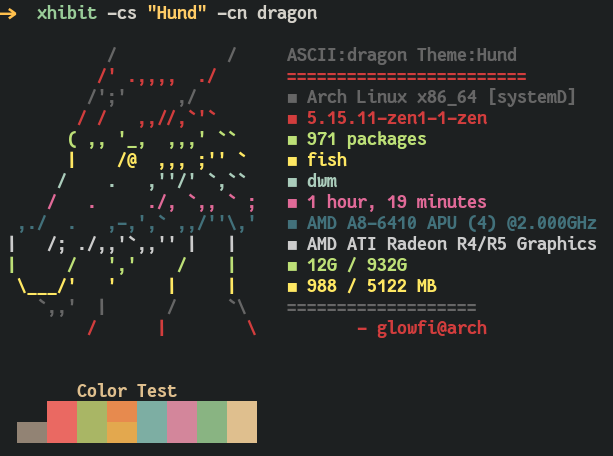 ➜ xhibit -cs "Hund" -cn dragon
ASCII:dragon Theme:Hund
========================
■ Arch Linux x86_64 [systemD]
■ 5.15.11-zen1-1-zen
■ 971 packages
■ fish
■ dwm
■ 1 hour, 19 minutes
■ AMD A8-6410 APU (4) @2.000GHz
■ AMD ATI Radeon R4/R5 Graphics
■ 12G / 932G
■ 988 / 5122 MB
===================
- glowfi@arch
Color Test